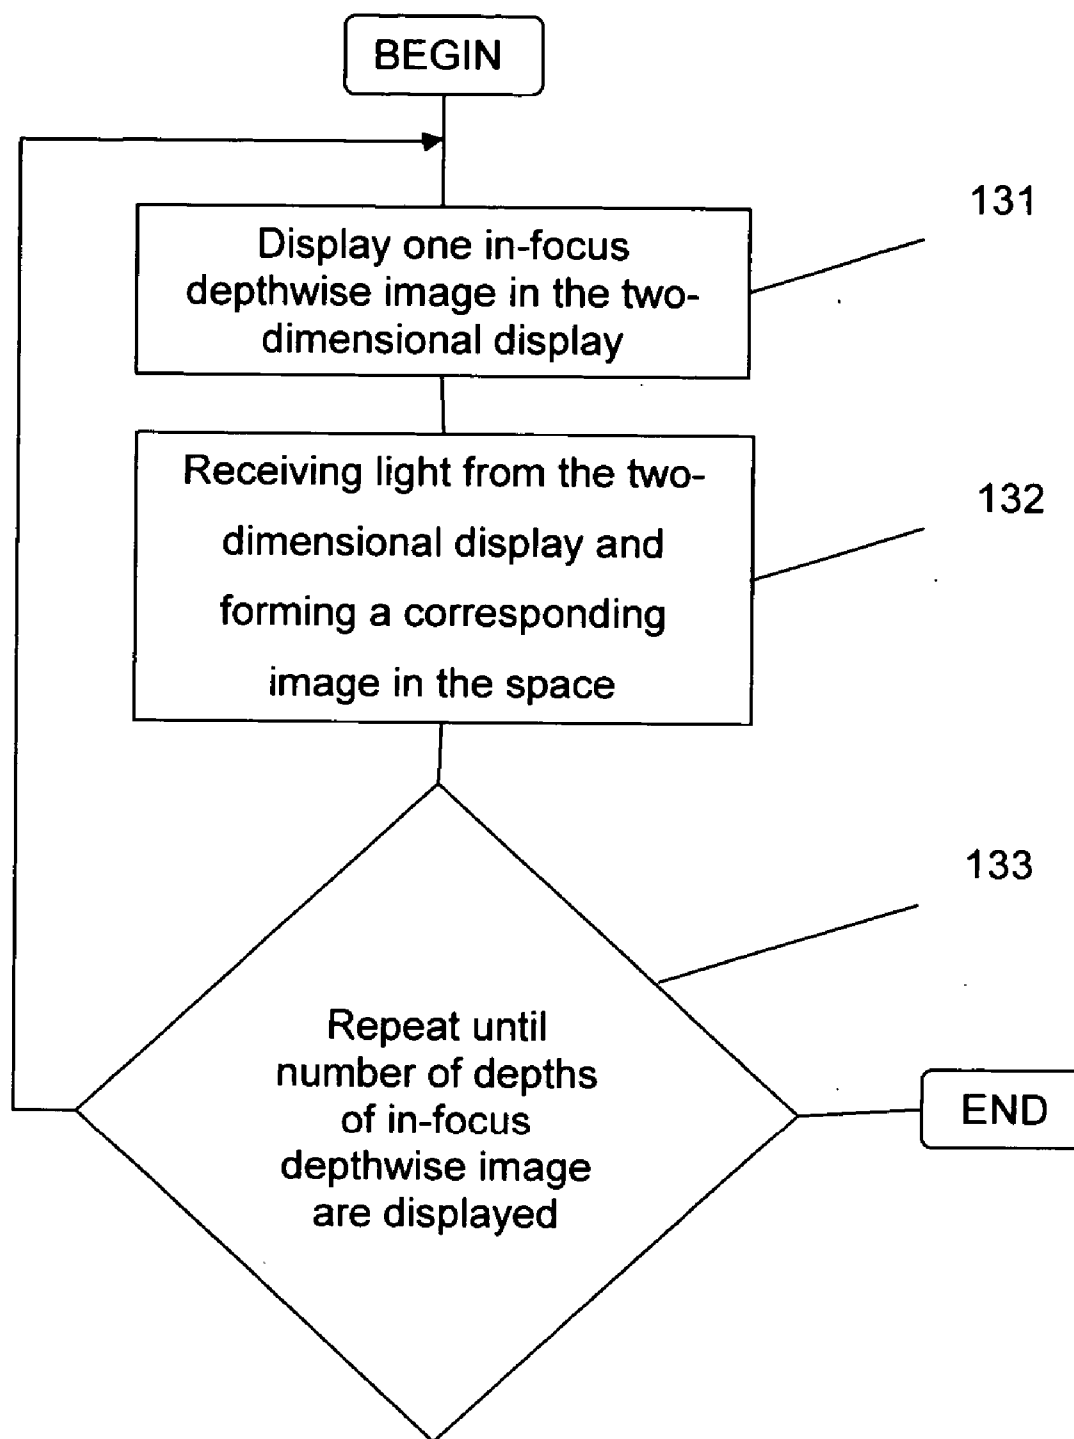 BEGIN
131
Display one in-focus
depthwise image in the two-
dimensional display
Receiving light from the two-
dimensional display and
forming a corresponding
image in the space
132
133
Repeat until
number of depths
of in-focus
depthwise image
are displayed
END